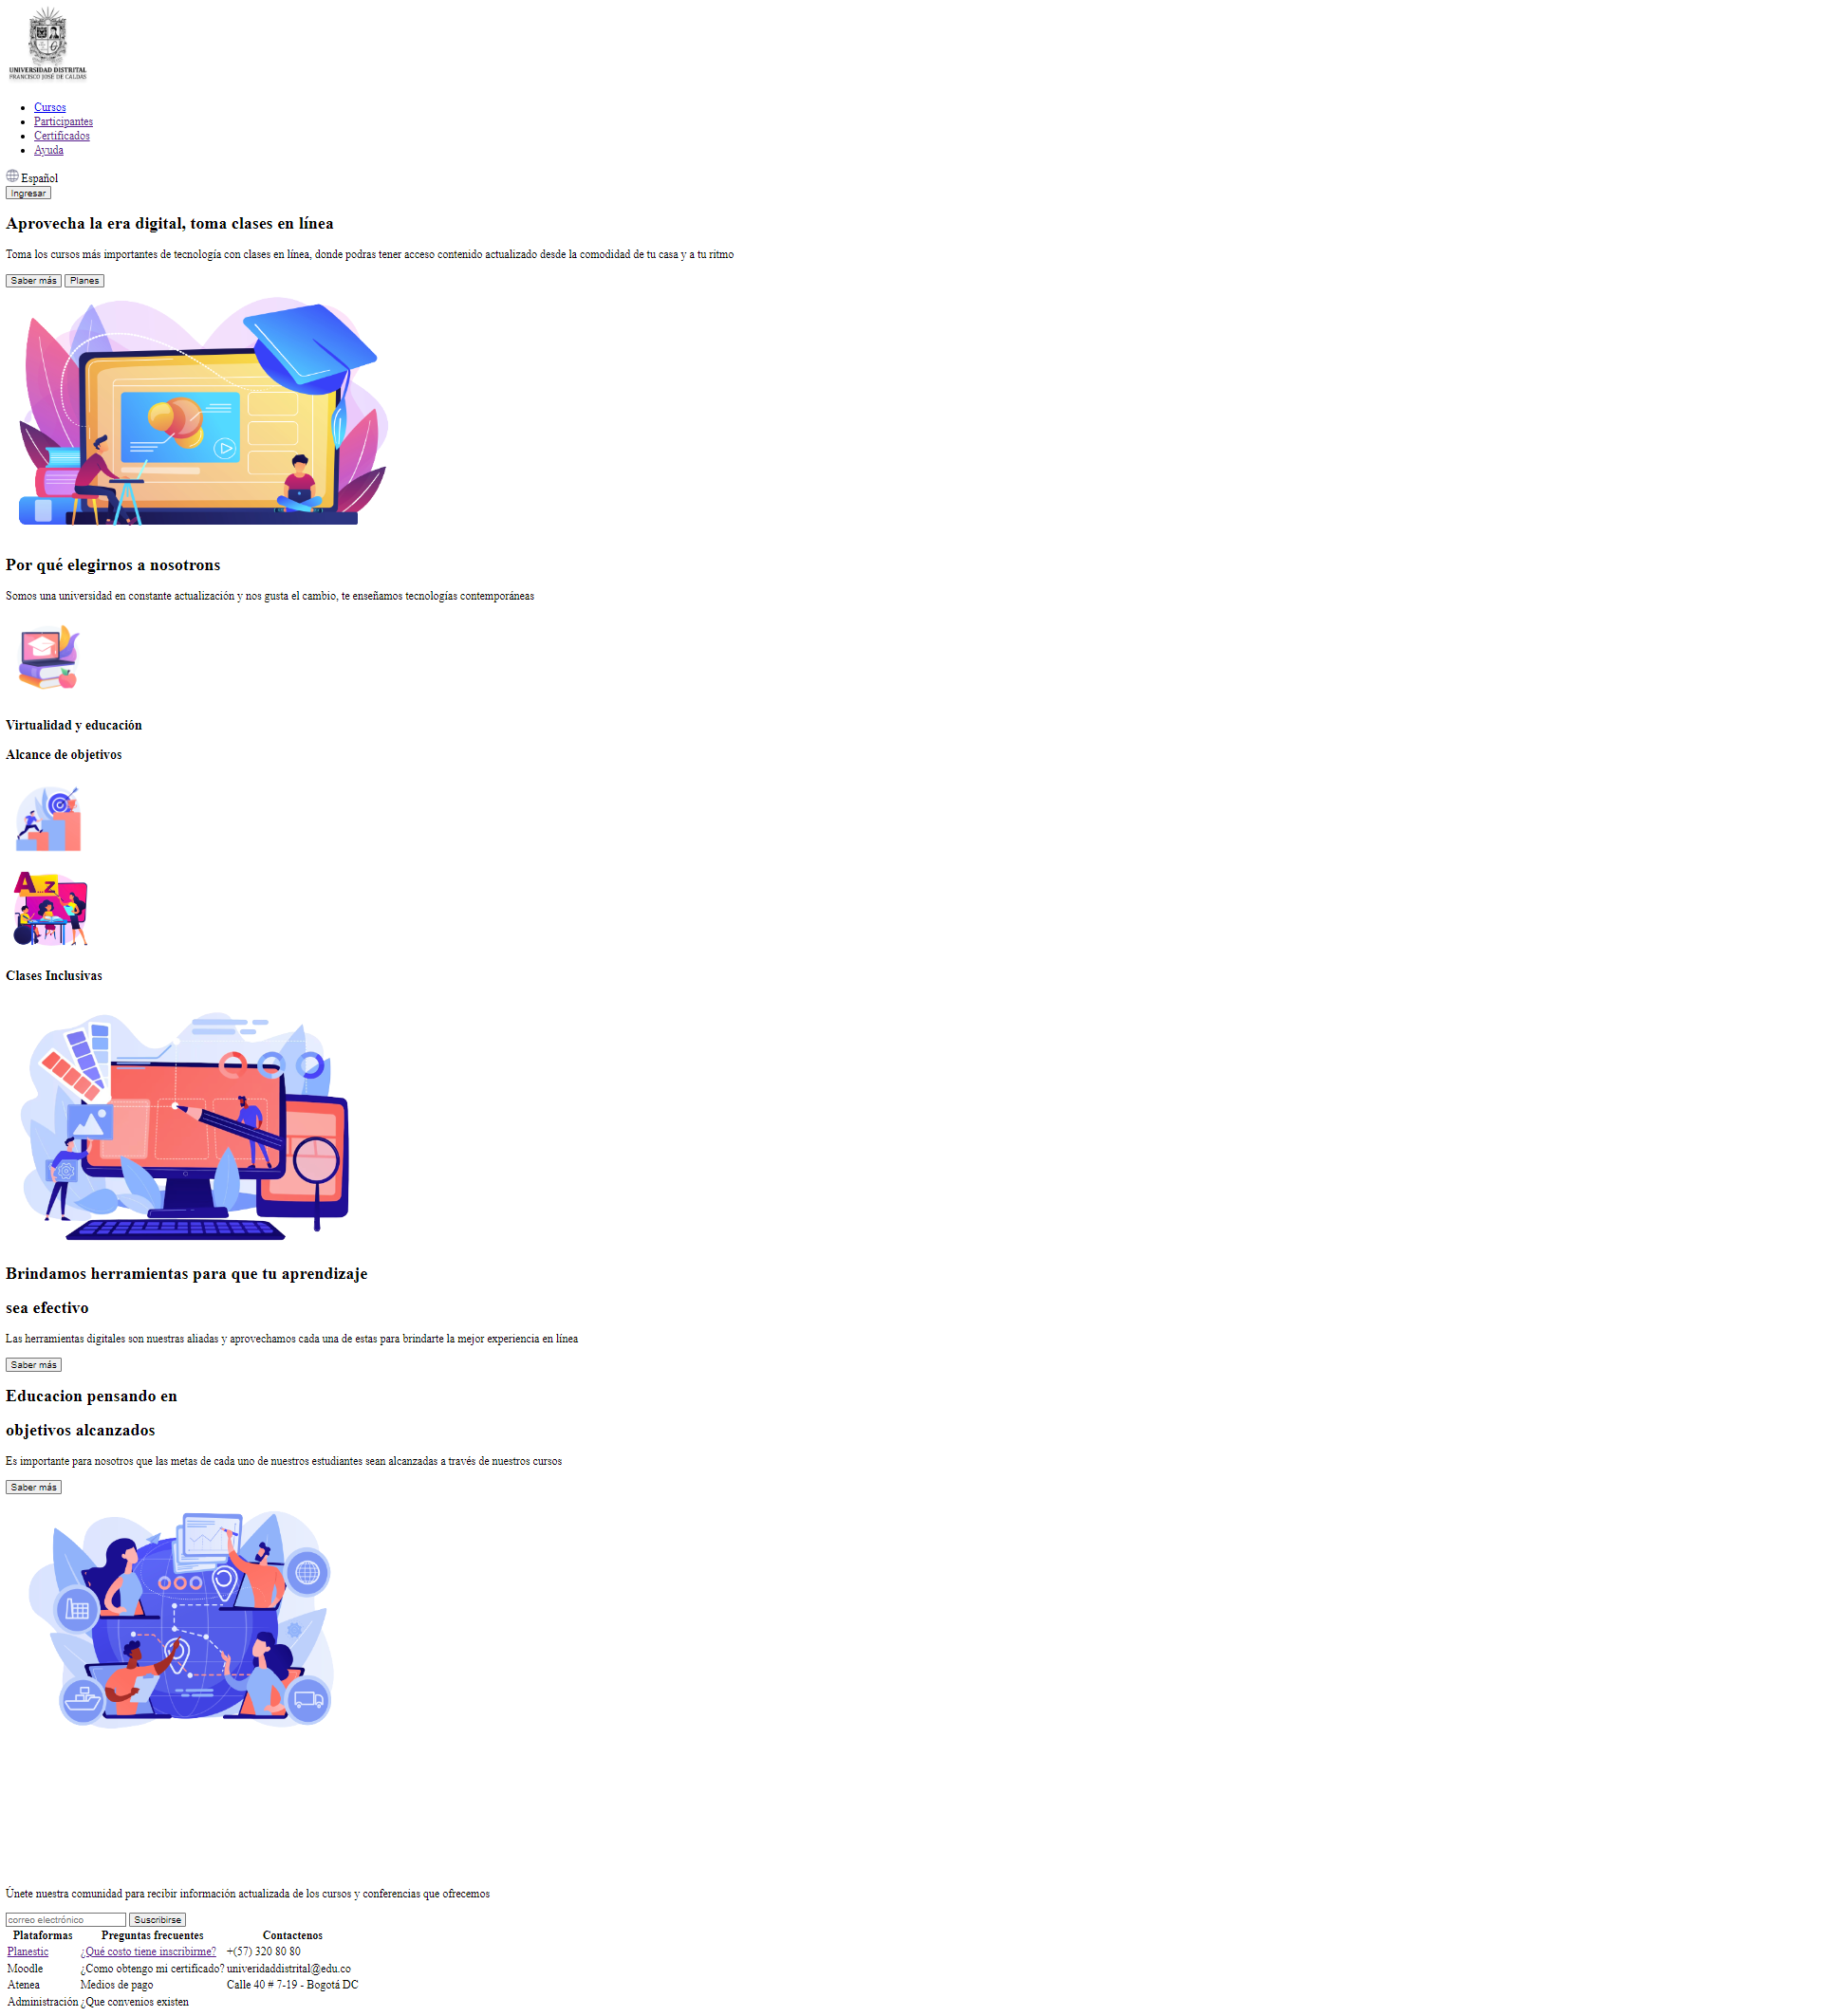 UNIVERSIDAD DISTRITAL
FRANCISCO JOSÉ DE CALDAS
Cursos
Participantes
Certificados
Ayuda
Español
Ingresar
Aprovecha la era digital, toma clases en línea
Toma los cursos más importantes de tecnología con clases en línea, donde podras tener acceso contenido actualizado desde la comodidad de tu casa y a tu ritmo
Saber más Planes
Por qué elegirnos a nosotrons
Somos una universidad en constante actualización y nos gusta el cambio, te enseñamos tecnologías contemporáneas
Virtualidad y educación
Alcance de objetivos
A...Z
Clases Inclusivas
Brindamos herramientas para que tu aprendizaje
sea efectivo
Las herramientas digitales son nuestras aliadas y aprovechamos cada una de estas para brindarte la mejor experiencia en línea
Saber más
Educacion pensando en
objetivos alcanzados
Es importante para nosotros que las metas de cada uno de nuestros estudiantes sean alcanzadas a través de nuestros cursos
Saber más
Únete nuestra comunidad para recibir información actualizada de los cursos y conferencias que ofrecemos
correo electrónico Suscribirse
Plataformas Preguntas frecuentes Contactenos
Planestic ¿Qué costo tiene inscribirme? +(57) 320 80 80
Moodle ¿Como obtengo mi certificado? univeridaddistrital@edu.co
Atenea Medios de pago Calle 40 # 7-19 - Bogotá DC
Administración ¿Que convenios existen